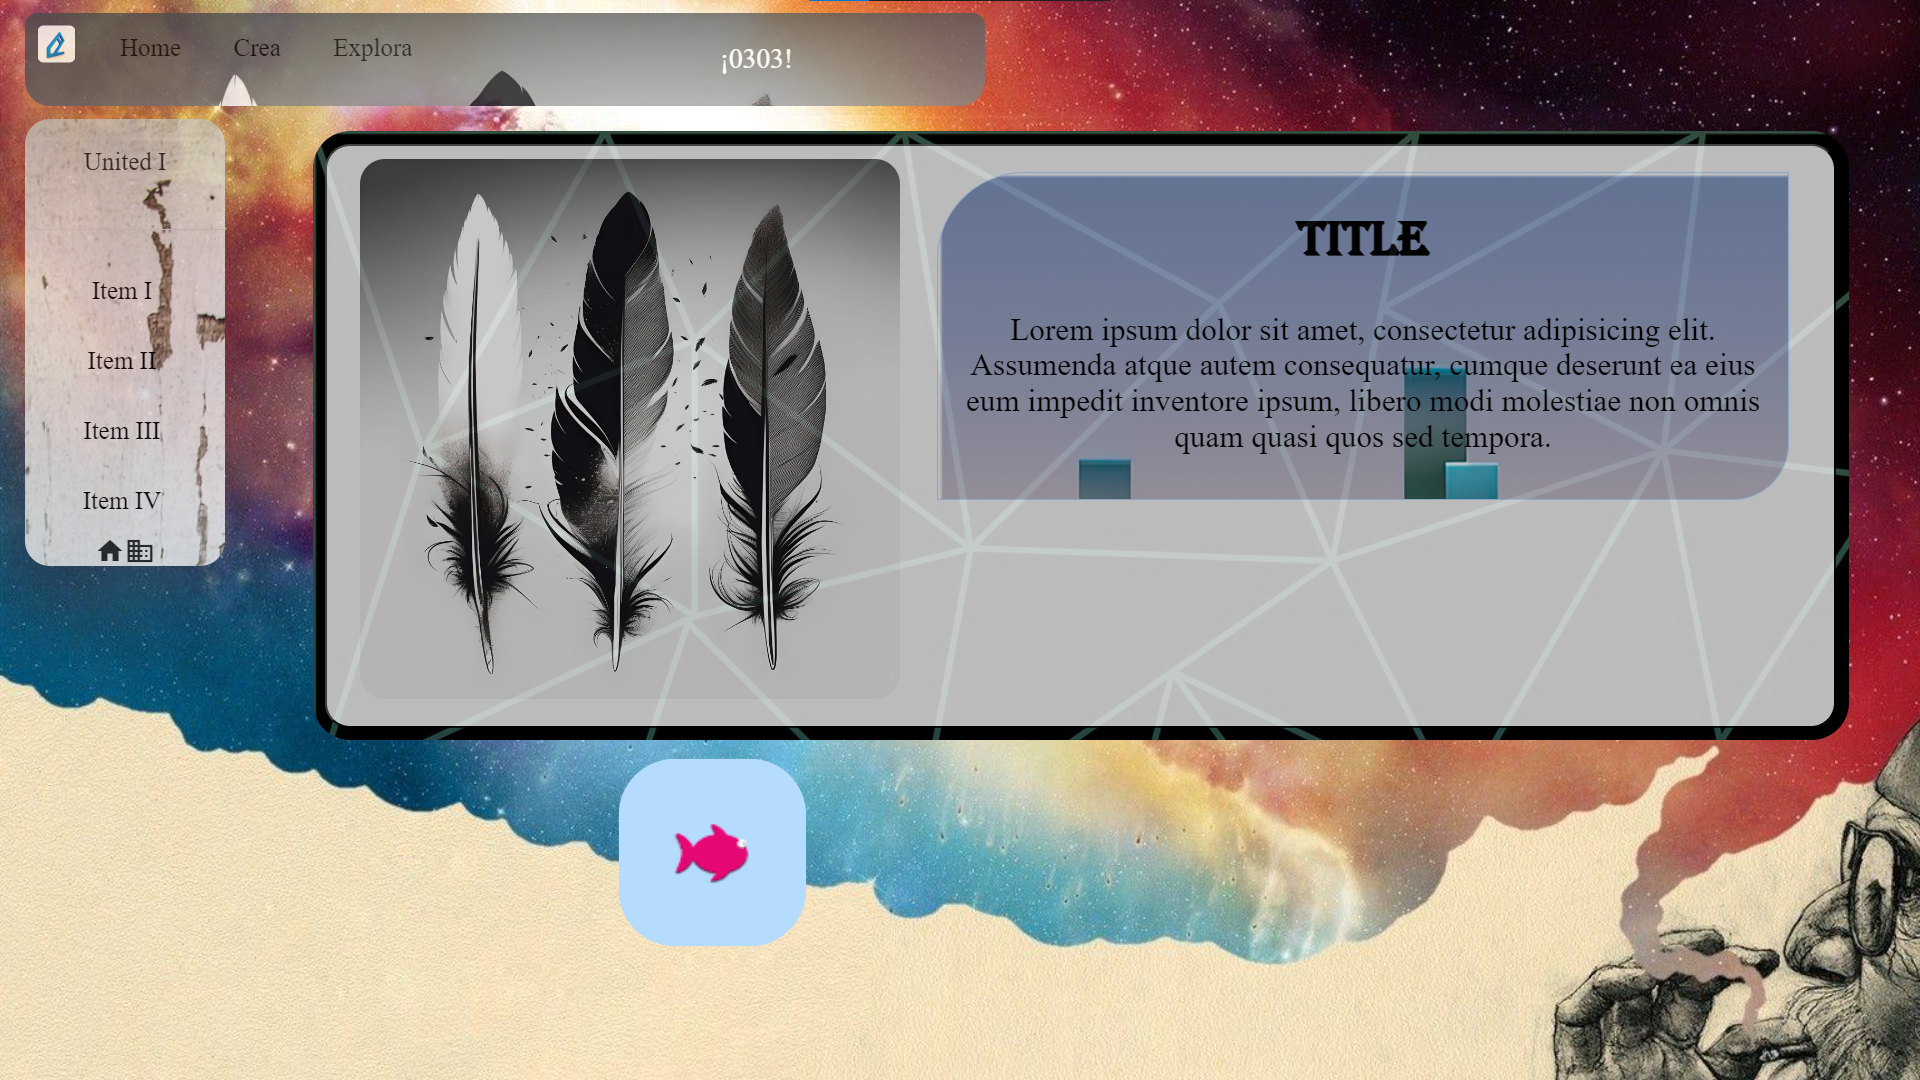 Home
Crea
Explora
¡0303!
United I
Item I
Item II
Item III
Item IV
TITLE
Lorem ipsum dolor sit amet, consectetur adipisicing elit.
Assumenda atque autem consequatur, cumque deserunt ea eius
eum impedit inventore ipsum, libero modi molestiae non omnis
quam quasi quos sed tempora.